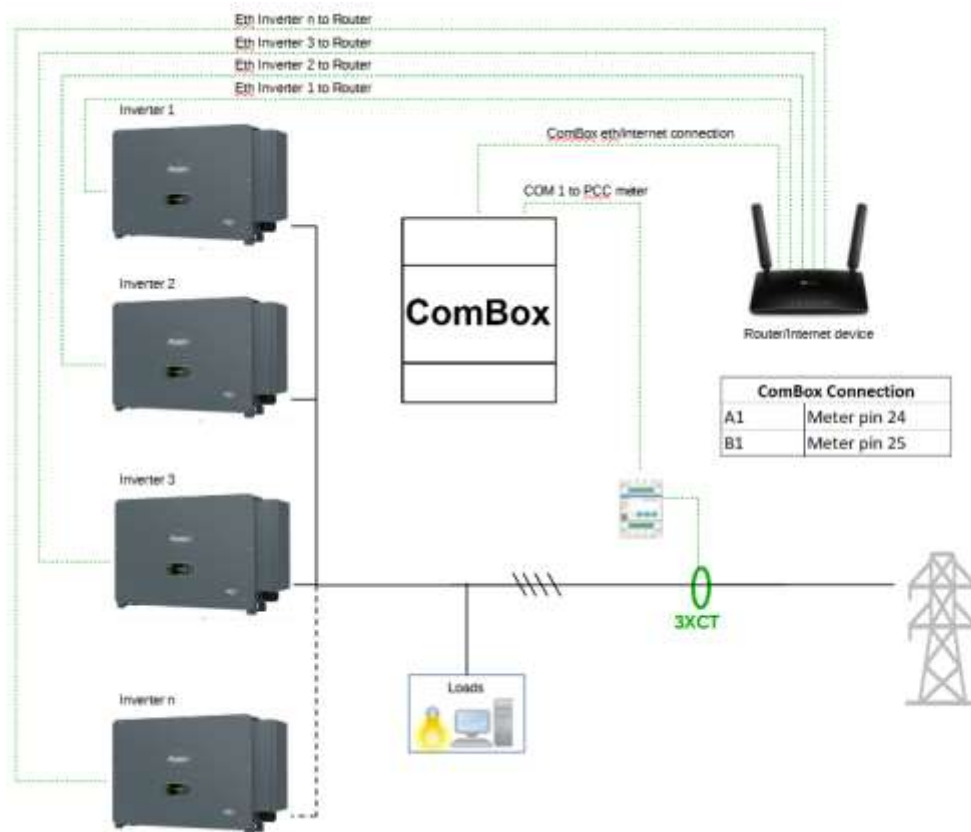 Eth Inverter n to Router
Eth Inverter 3 to Router
Eth Inverter 2 to Router
Eth Inverter 1 to Router
Inverter 1
ComBox eth/Internet connection
COM 1 to PCC meter
Inverter 2
ComBox
Router/Internet device
ComBox Connection
A1 Meter pin 24
B1 Meter pin 25
Inverter 3
3XCT
Loads
Inverter n